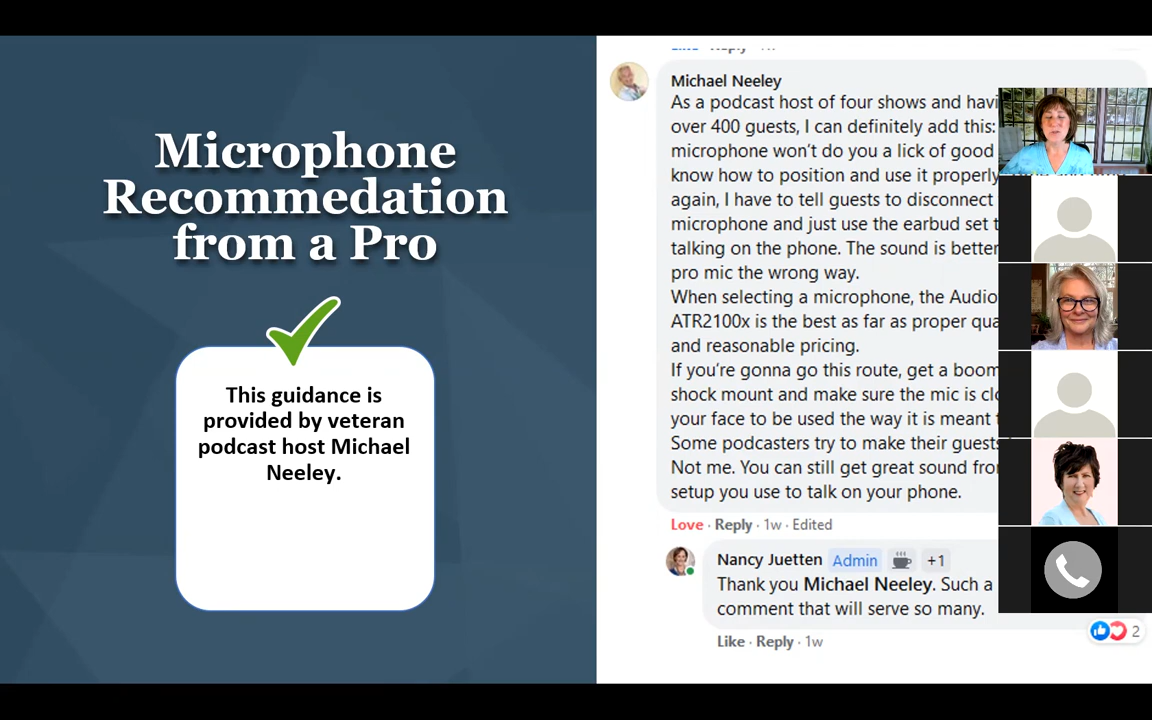 Microphone
Recommedation
from a Pro
This guidance is
provided by veteran
podcast host Michael
Neeley.
Reply
Michael Neeley
As a podcast host of four shows and havi
over 400 guests, I can definitely add this:
microphone won't do you a lick of good
know how to position and use it properly
again, I have to tell guests to disconnect
microphone and just use the earbud set t
talking on the phone. The sound is better
pro mic the wrong way.
When selecting a microphone, the Audio
ATR2100x is the best as far as proper qua
and reasonable pricing.
If you're gonna go this route, get a boom
shock mount and make sure the mic is clo
your face to be used the way it is meant t
Some podcasters try to make their guests
Not me. You can still get great sound fro
setup you use to talk on your phone.
Love · Reply · 1w · Edited
Nancy Juetten Admin +1
Thank you Michael Neeley. Such a
comment that will serve so many.
Like · Reply · 1w
2